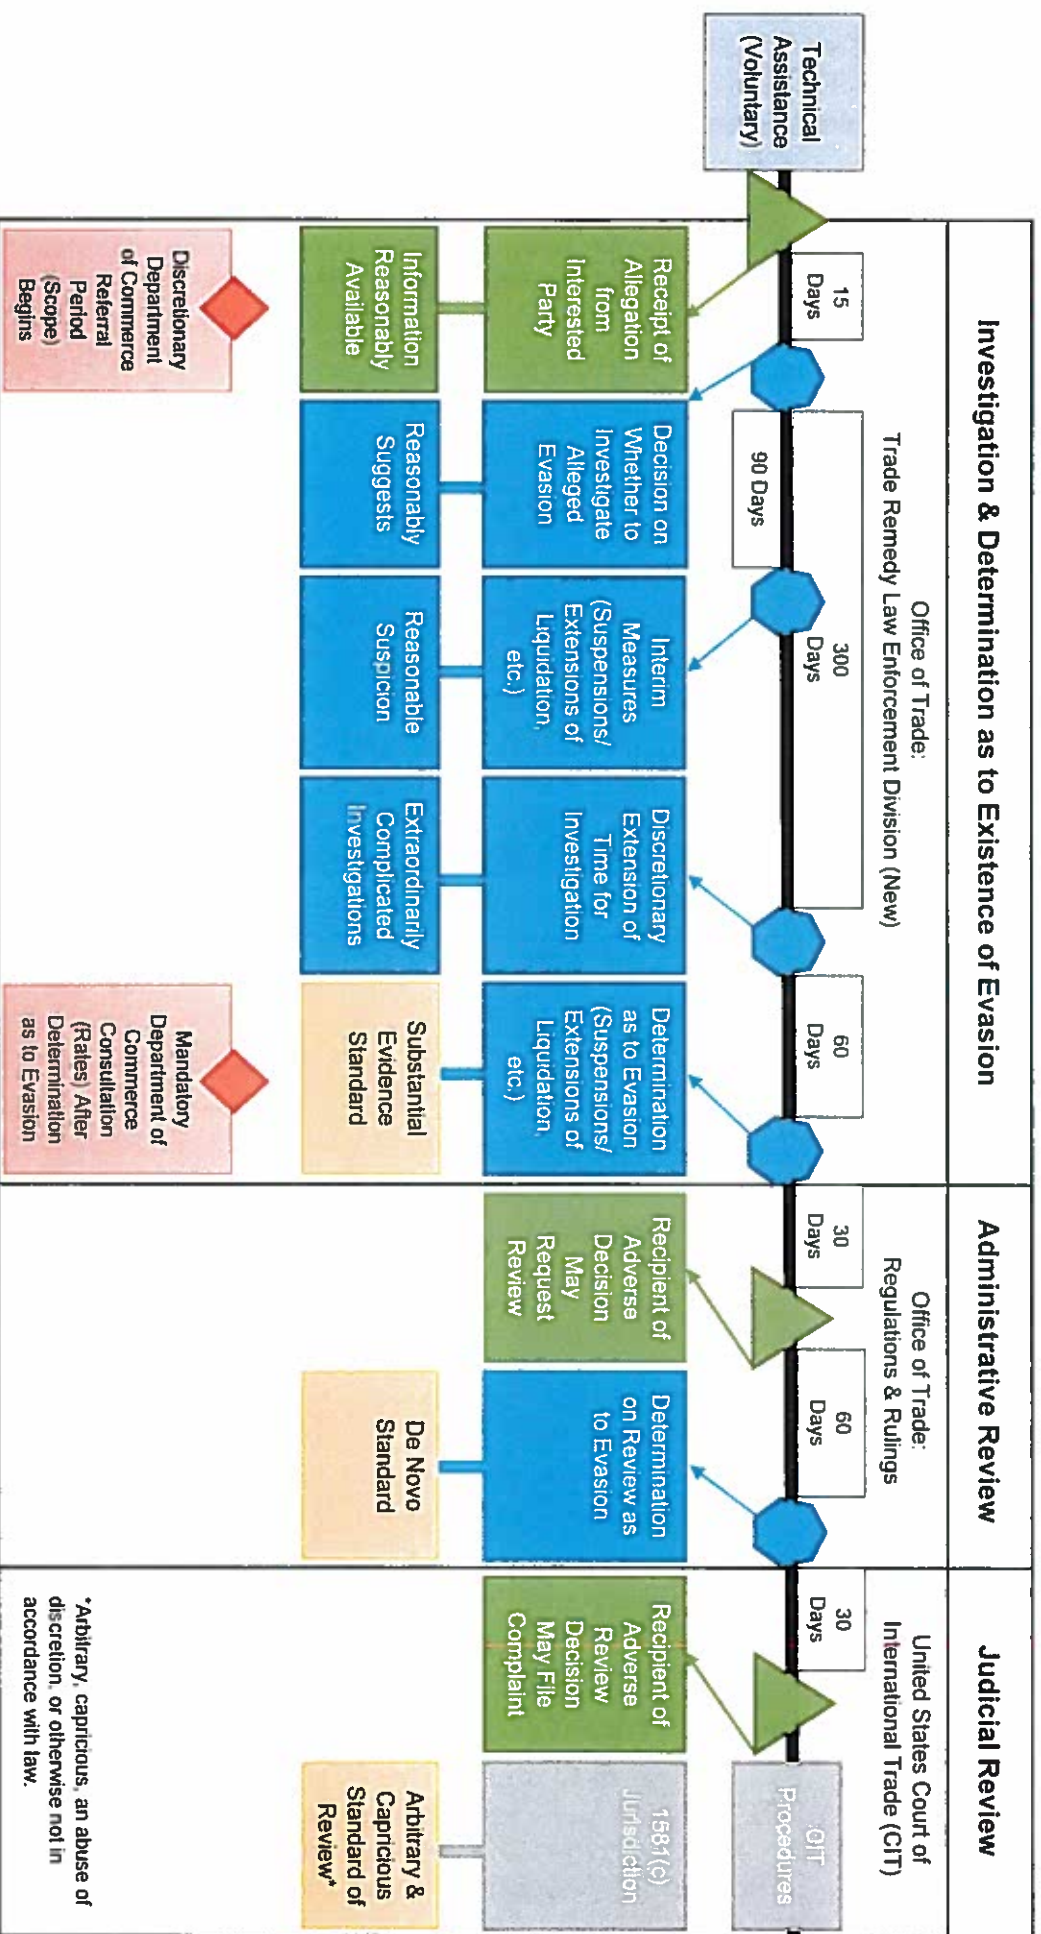 Investigation & Determination as to Existence of Evasion
Administrative Review
Judicial Review
Office of Trade:
Trade Remedy Law Enforcement Division (New)
Office of Trade:
Regulations & Rulings
United States Court of
International Trade (CIT)
Technical
Assistance
(Voluntary)
15
Days
300
Days
90 Days
60
Days
30
Days
60
Days
30
Days
CIT
Procedures
Receipt of
Allegation
from
Interested
Party
Decision on
Whether to
Investigate
Alleged
Evasion
Interim
Measures
(Suspensions/
Extensions of
Liquidation,
etc.)
Discretionary
Extension of
Time for
Investigation
Determination
as to Evasion
(Suspensions/
Extensions of
Liquidation,
etc.)
Recipient of
Adverse
Decision
May
Request
Review
Determination
on Review as
to Evasion
Recipient of
Adverse
Review
Decision
May File
Complaint
1581(c)
Jurisdiction
Information
Reasonably
Available
Reasonably
Suggests
Reasonable
Suspicion
Extraordinarily
Complicated
Investigations
Substantial
Evidence
Standard
De Novo
Standard
Arbitrary &
Capricious
Standard of
Review*
Discretionary
Department
of Commerce
Referral
Period
(Scope)
Begins
Mandatory
Department of
Commerce
Consultation
(Rates) After
Determination
as to Evasion
*Arbitrary, capricious, an abuse of
discretion, or otherwise not in
accordance with law.